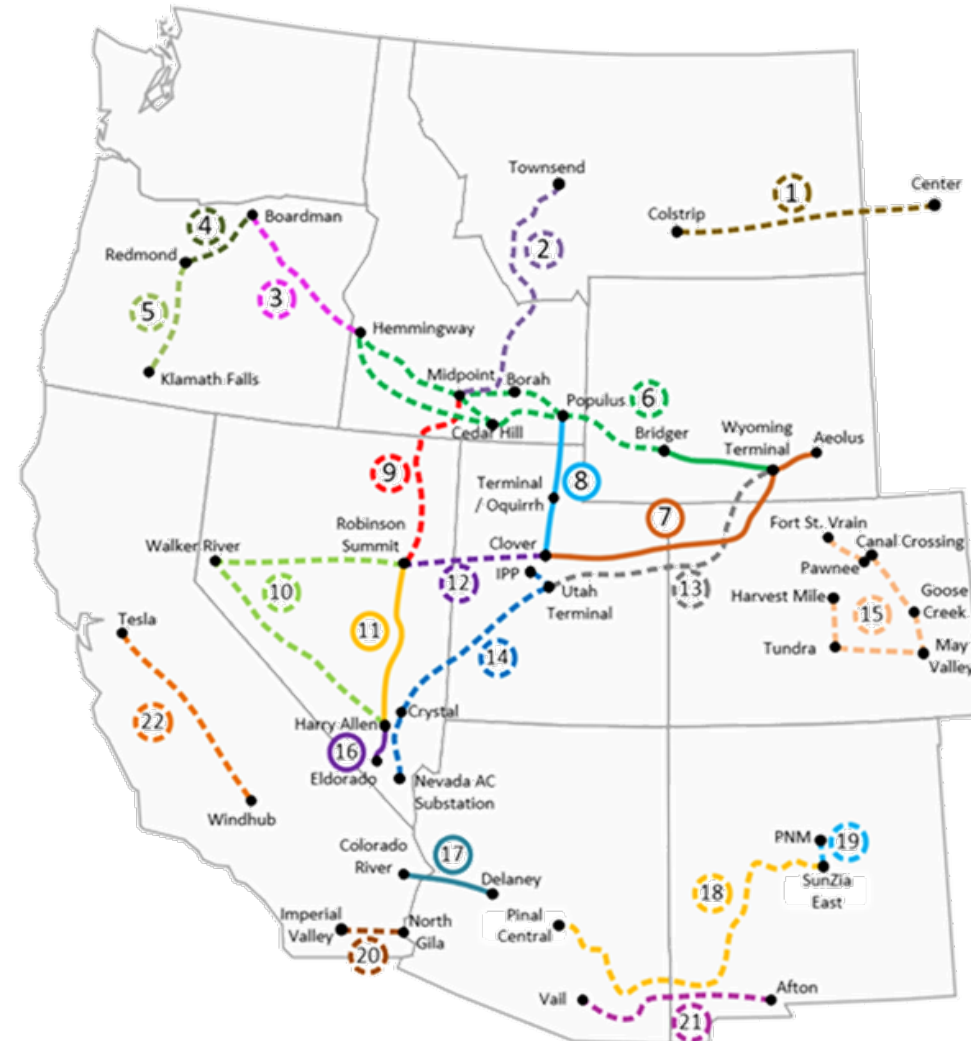 Townsend
Center
1
Colstrip
4
Boardman
2
Redmond
3
5
Hemmingway
Klamath Falls
Midpoint
Borah
Populus
6
Cedar Hill
Bridger
Wyoming
Terminal
Aeolus
9
8
Terminal
/ Oquirrh
7
Robinson
Summit
Fort St. Vrain
Walker River
Clover
Canal Crossing
Pawnee
IPP
12
Utah
Terminal
13
10
Harvest Mile
Goose
Creek
15
Tesla
11
14
Tundra
May
Valley
22
Crystal
Harry Allen
16
Eldorado
Nevada AC
Substation
Windhub
PNM
19
Colorado
River
17
SunZia
East
Delaney
18
Imperial
Valley
North
Gila
Pinal
Central
20
Vail
Afton
21